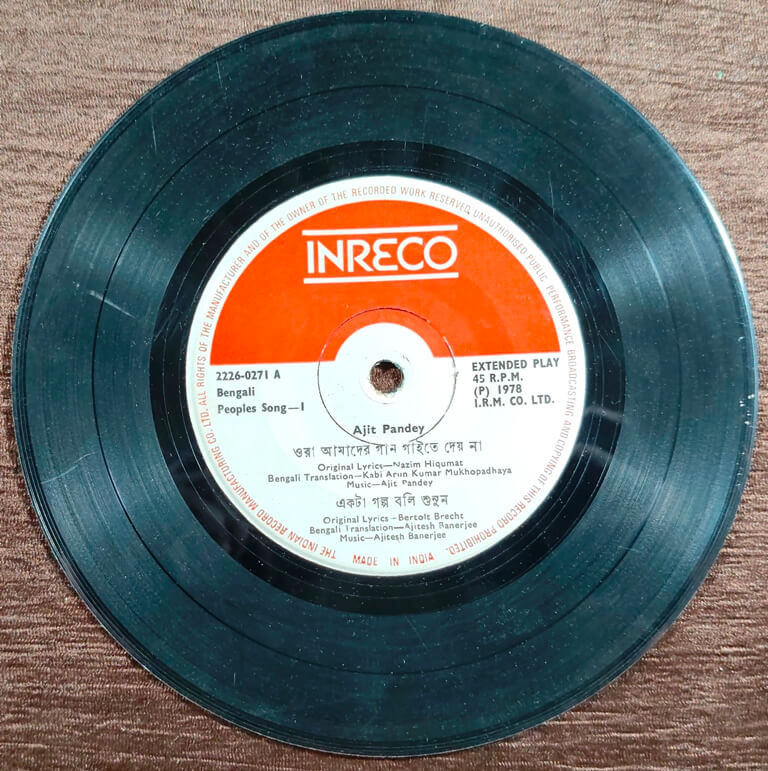 THE INDIAN RECORD MANUFACTURING CO. LTD. ALL RIGHTS OF THE MANUFACTURER AND OF THE OWNER OF THE RECORDED WORK RESERVED, UNAUTHORISED PUBLIC PERFORMANCE BROADCASTING AND COPYING OF THIS RECORD PROHIBITED.
INRECO
2226-0271 A
Bengali
Peoples Song—I
EXTENDED PLAY
45 R.P.M.
(P) 1978
I.R.M. CO. LTD.
Ajit Pandey
ওরা আমাদের গান গাইতে দেয় না
Original Lyrics—Nazim Hiqumat
Bengali Translation—Kabi Arun Kumar Mukhopadhaya
Music—Ajit Pandey
একটা গল্প বলি শুনুন
Original Lyrics—Bertolt Brecht
Bengali Translation—Ajitesh Banerjee
Music—Ajitesh Banerjee
MADE IN INDIA